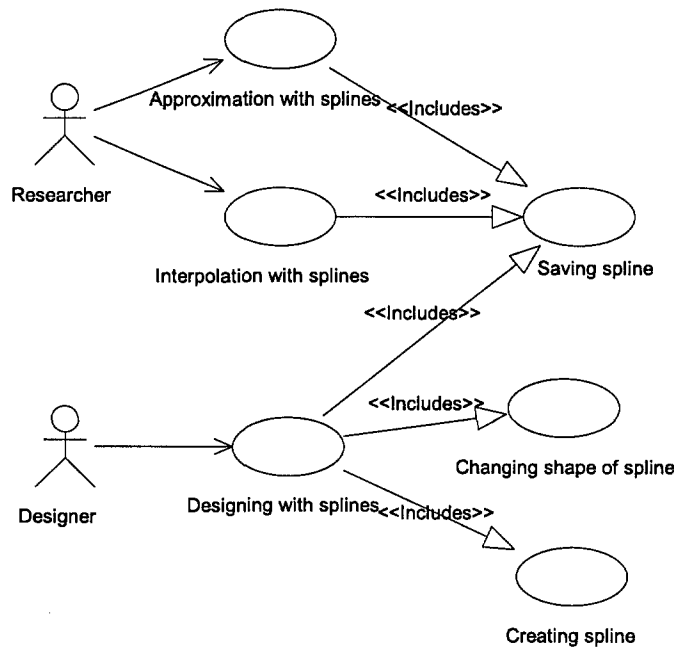 Approximation with splines
<<Includes>>
Researcher
<<Includes>>
Interpolation with splines
Saving spline
<<Includes>>
<<Includes>>
Changing shape of spline
Designing with splines
<<Includes>>
Designer
Creating spline